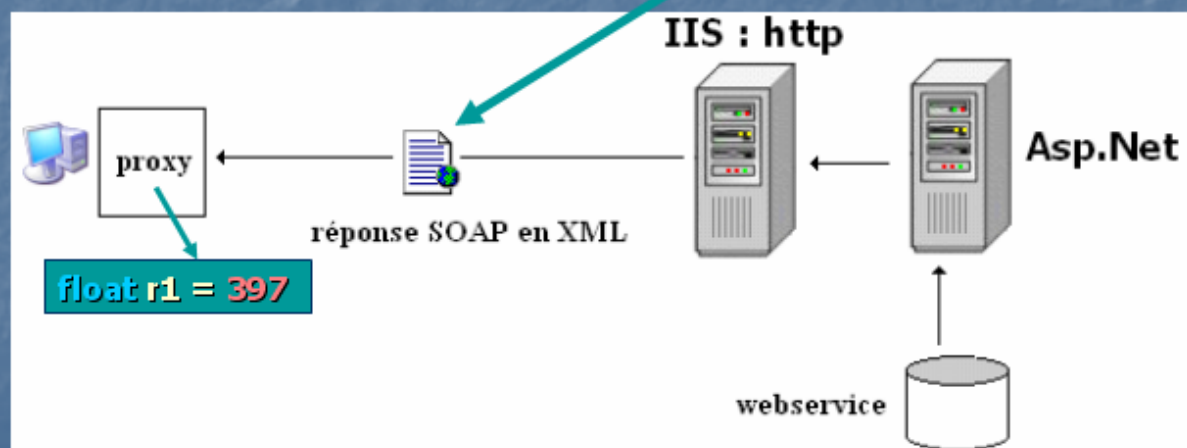 IIS : http
Asp.Net
proxy
réponse SOAP en XML
float r1 = 397
webservice